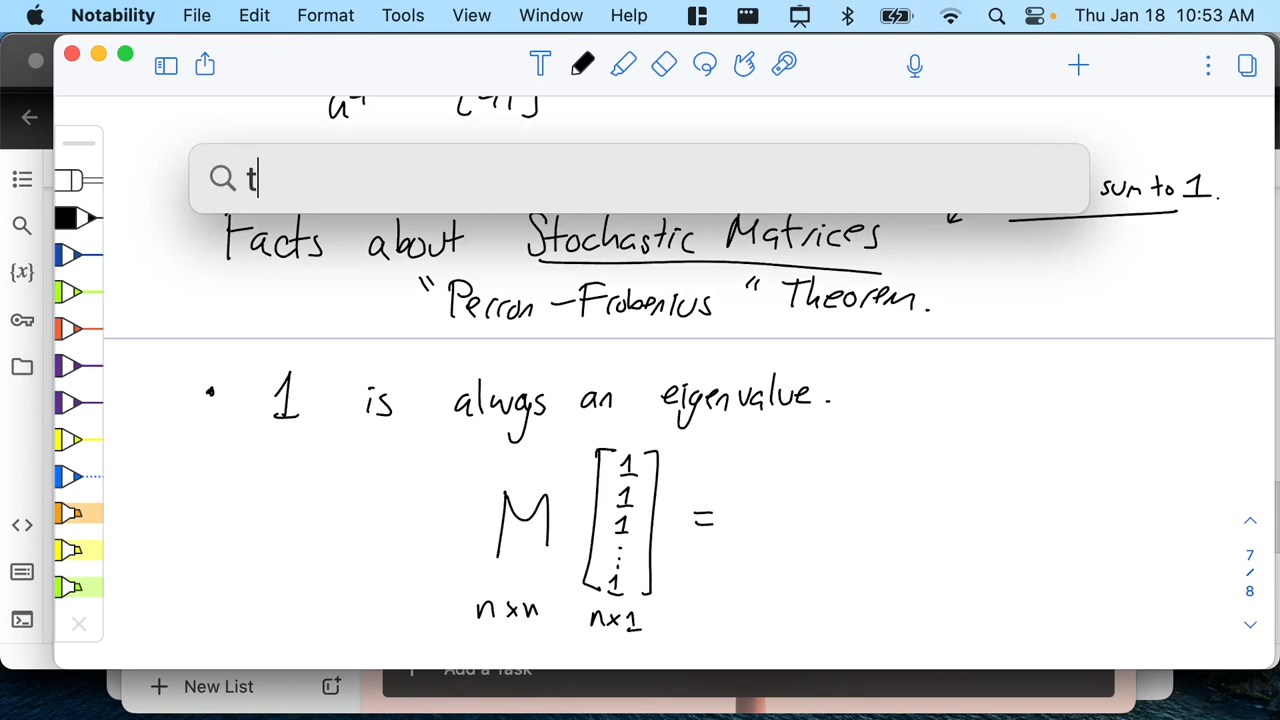 Notability File Edit Format Tools View Window Help Thu Jan 18 10:53 AM
t
sum to 1.
Facts about Stochastic Matrices
"Perron-Frobenius" Theorem.
• 1 is alwys an eigenvalue.
M [1 1 1 ⋮ 1] =
n×n n×1
7
/
8
New List
Add a Task